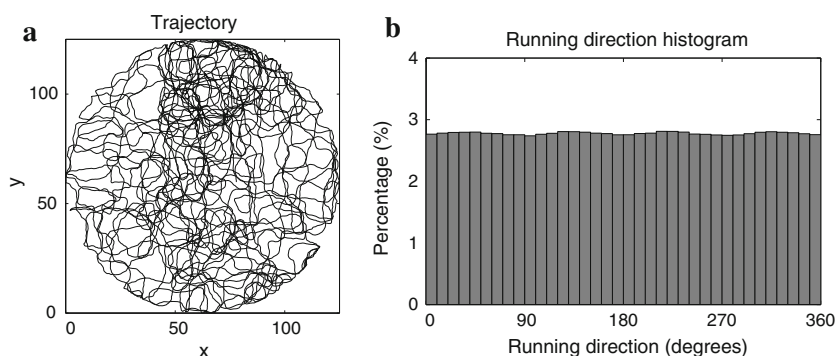 a
Trajectory
y
100
50
0
0 50 100
x
b
Running direction histogram
Percentage (%)
4
3
2
1
0
0 90 180 270 360
Running direction (degrees)